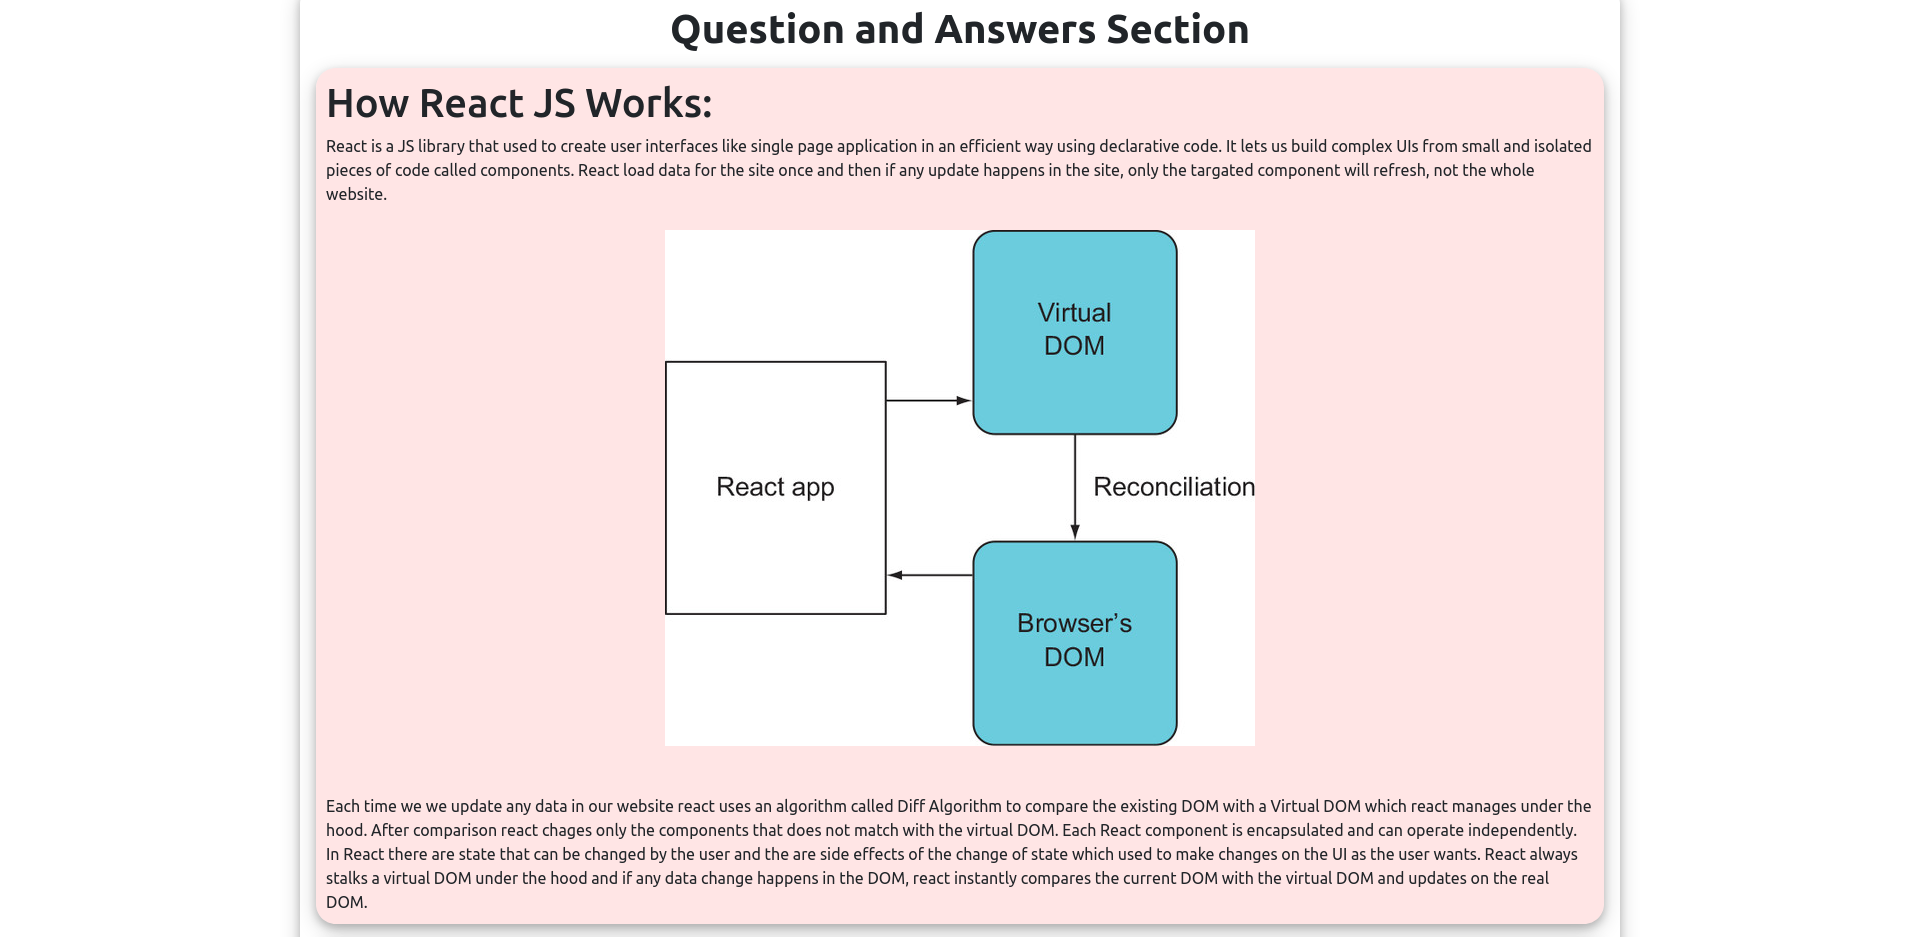 Question and Answers Section
How React JS Works:
React is a JS library that used to create user interfaces like single page application in an efficient way using declarative code. It lets us build complex UIs from small and isolated
pieces of code called components. React load data for the site once and then if any update happens in the site, only the targated component will refresh, not the whole
website.
Virtual
DOM
React app
Reconciliation
Browser’s
DOM
Each time we we update any data in our website react uses an algorithm called Diff Algorithm to compare the existing DOM with a Virtual DOM which react manages under the
hood. After comparison react chages only the components that does not match with the virtual DOM. Each React component is encapsulated and can operate independently.
In React there are state that can be changed by the user and the are side effects of the change of state which used to make changes on the UI as the user wants. React always
stalks a virtual DOM under the hood and if any data change happens in the DOM, react instantly compares the current DOM with the virtual DOM and updates on the real
DOM.